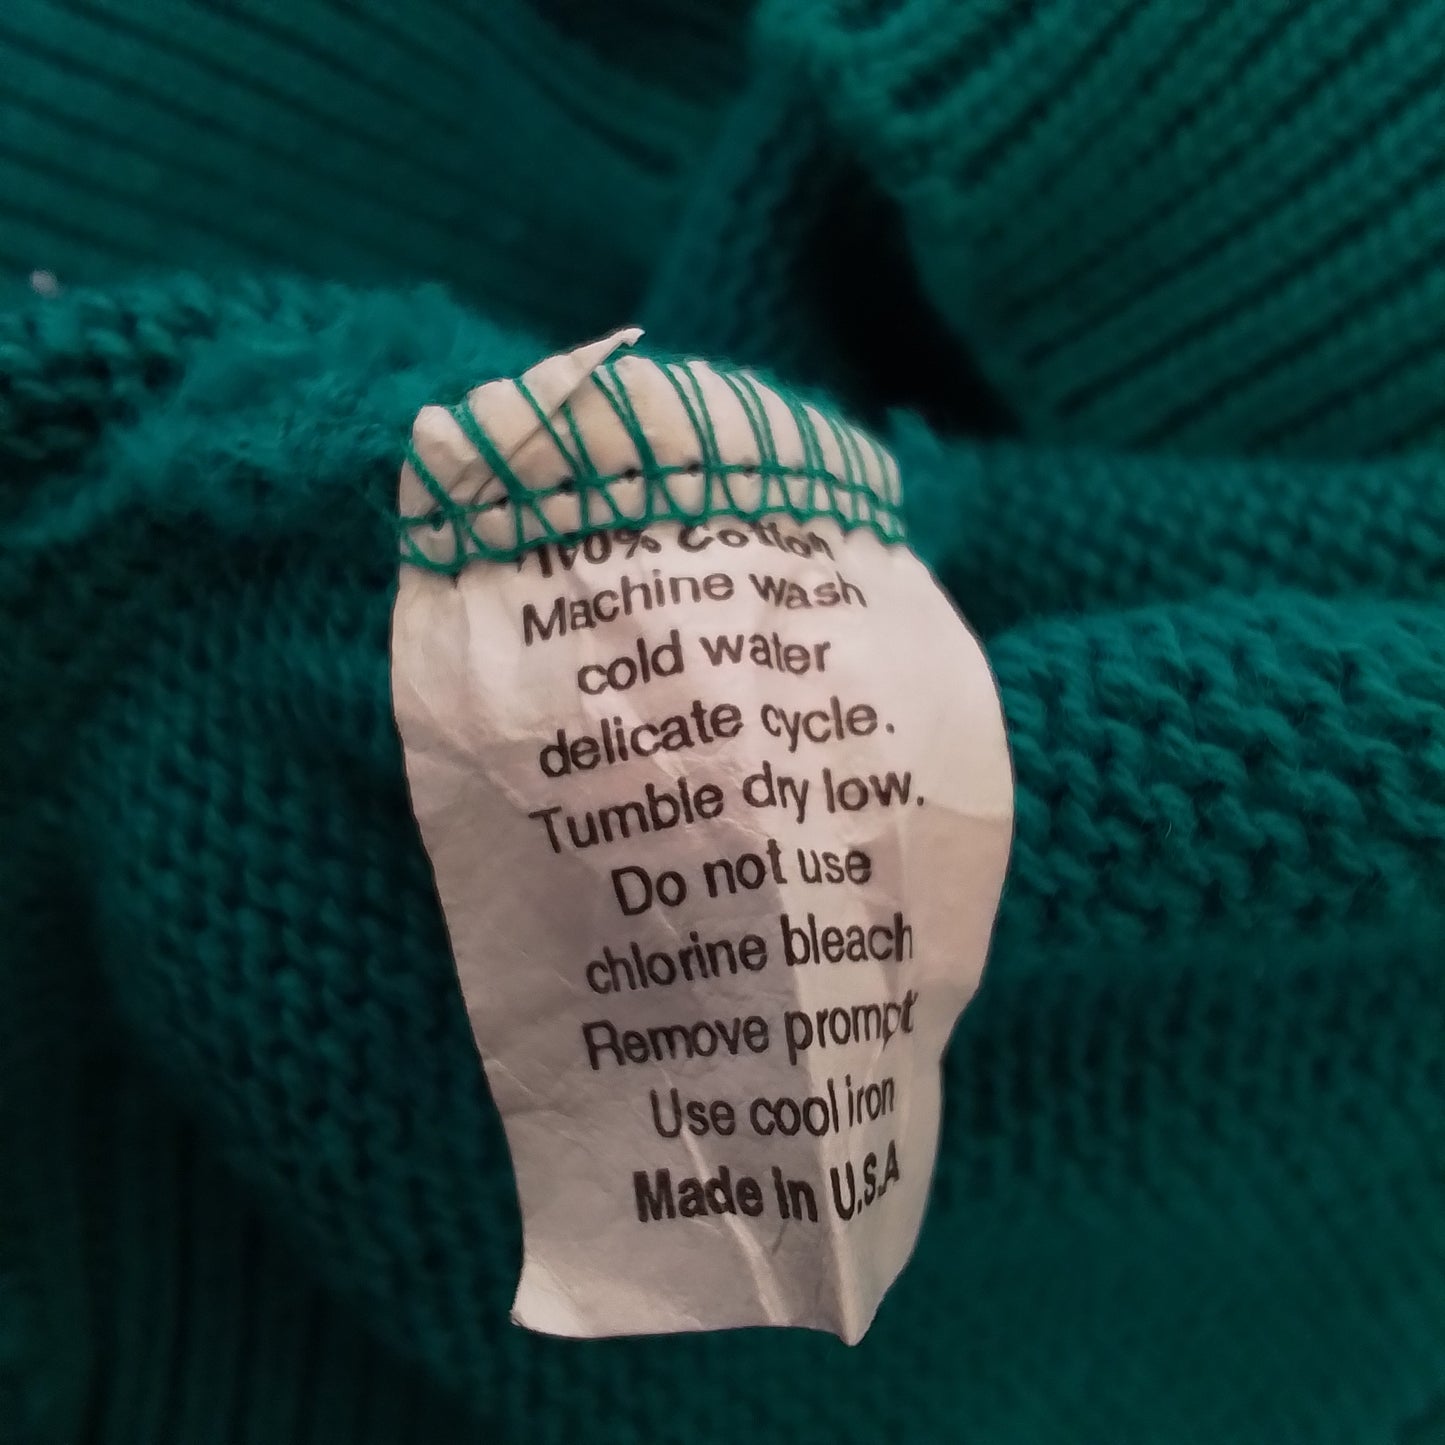 100% Cotton
Machine wash
cold water
delicate cycle.
Tumble dry low.
Do not use
chlorine bleach
Remove prompt
Use cool iron
Made in U.S.A